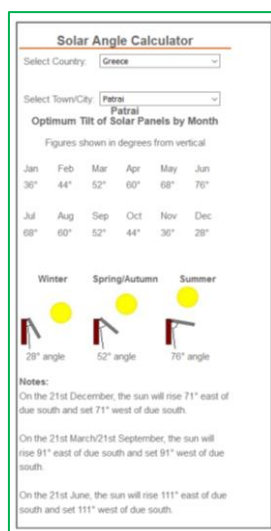 Solar Angle Calculator
Select Country: Greece
Select Town/City: Patrai
Patrai
Optimum Tilt of Solar Panels by Month
Figures shown in degrees from vertical
Jan Feb Mar Apr May Jun
36° 44° 52° 60° 68° 76°
Jul Aug Sep Oct Nov Dec
68° 60° 52° 44° 36° 28°
Winter Spring/Autumn Summer
28° angle 52° angle 76° angle
Notes:
On the 21st December, the sun will rise 71° east of
due south and set 71° west of due south.
On the 21st March/21st September, the sun will
rise 91° east of due south and set 91° west of due
south.
On the 21st June, the sun will rise 111° east of due
south and set 111° west of due south.